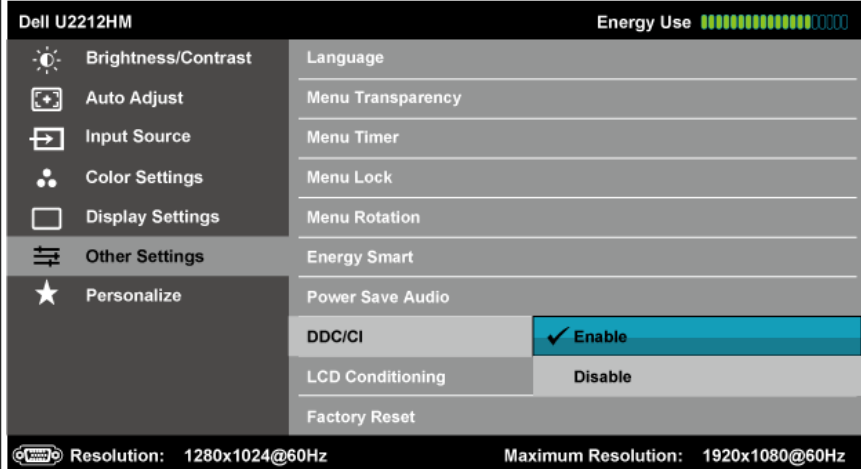 Dell U2212HM Energy Use
Brightness/Contrast
Auto Adjust
Input Source
Color Settings
Display Settings
Other Settings
Personalize
Language
Menu Transparency
Menu Timer
Menu Lock
Menu Rotation
Energy Smart
Power Save Audio
DDC/CI
Enable
LCD Conditioning
Disable
Factory Reset
Resolution: 1280x1024@60Hz Maximum Resolution: 1920x1080@60Hz